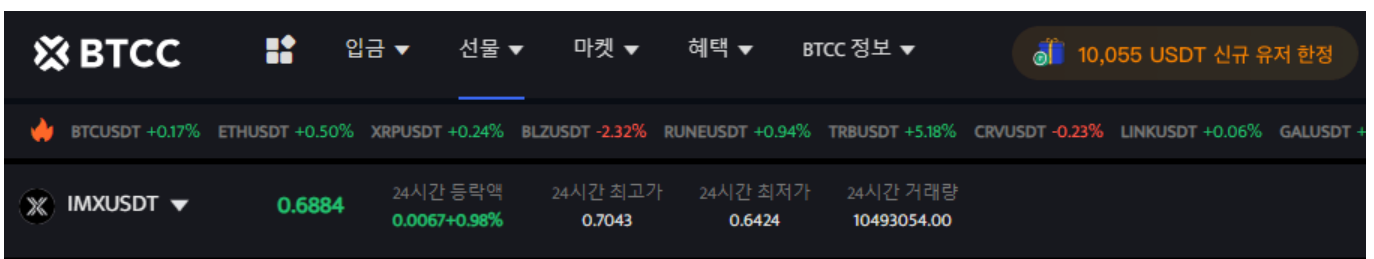 BTCC 입금 선물 마켓 혜택 BTCC 정보 10,055 USDT 신규 유저 한정
BTCUSDT +0.17% ETHUSDT +0.50% XRPUSDT +0.24% BLZUSDT -2.32% RUNEUSDT +0.94% TRBUSDT +5.18% CRVUSDT -0.23% LINKUSDT +0.06% GALUSDT +
IMXUSDT 0.6884 24시간 등락액 24시간 최고가 24시간 최저가 24시간 거래량
0.0067+0.98% 0.7043 0.6424 10493054.00